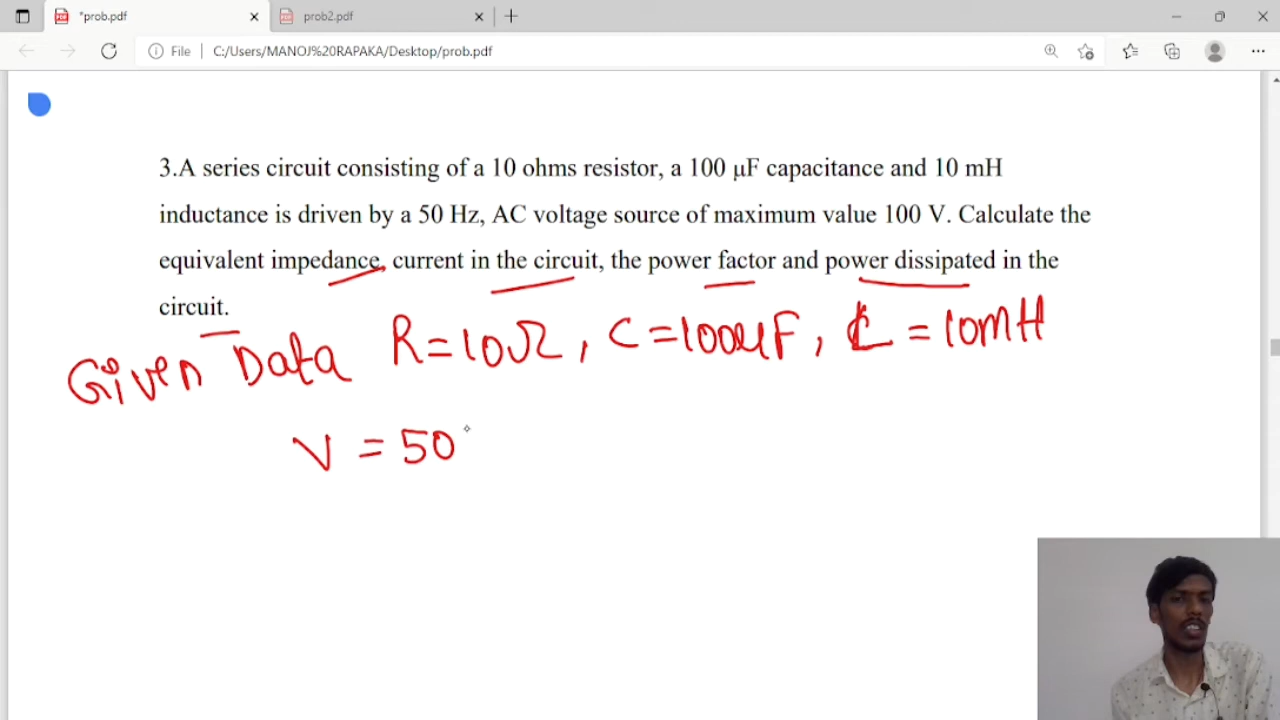 *prob.pdf
prob2.pdf
File | C:/Users/MANOJ%20RAPAKA/Desktop/prob.pdf
3.A series circuit consisting of a 10 ohms resistor, a 100 μF capacitance and 10 mH
inductance is driven by a 50 Hz, AC voltage source of maximum value 100 V. Calculate the
equivalent impedance, current in the circuit, the power factor and power dissipated in the
circuit.
Given Data R=10Ω, C=100μF, L=10mH
V=50